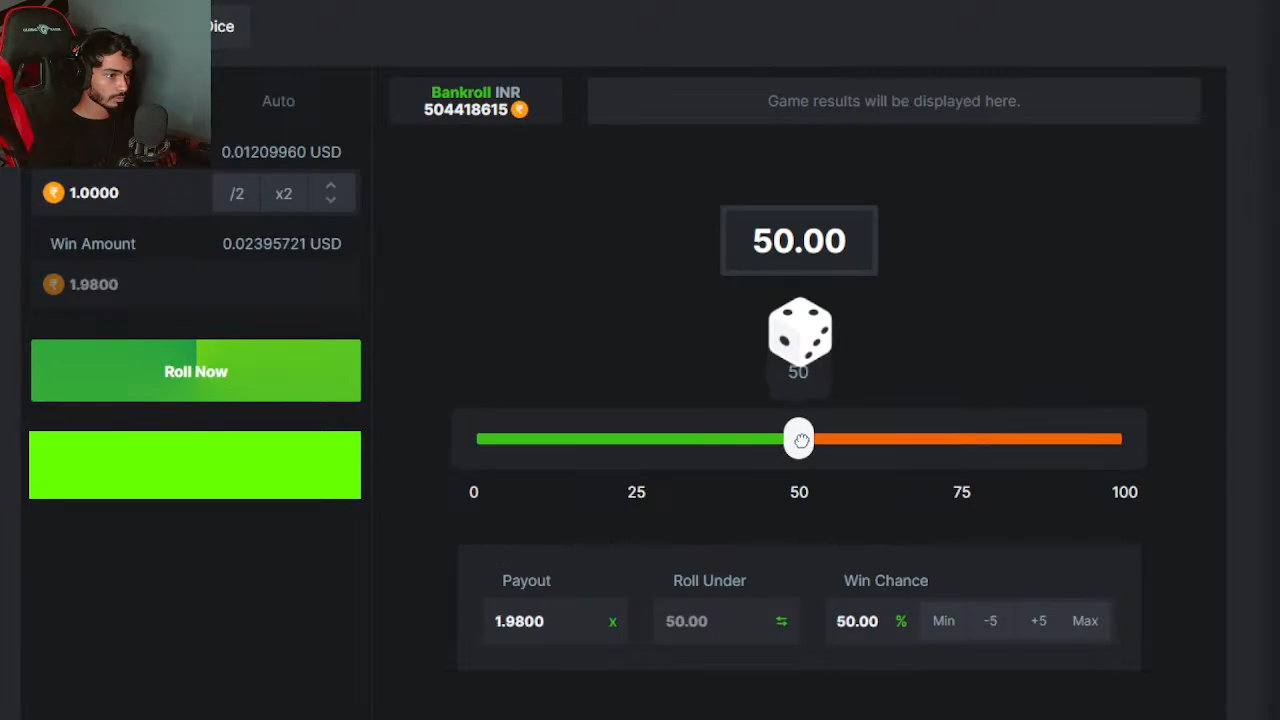 Dice
Auto
0.01209960 USD
1.0000
/2
x2
Win Amount
0.02395721 USD
1.9800
Roll Now
Bankroll INR
504418615
Game results will be displayed here.
50.00
50
0
25
50
75
100
Payout
Roll Under
Win Chance
1.9800
x
50.00
50.00
%
Min
-5
+5
Max